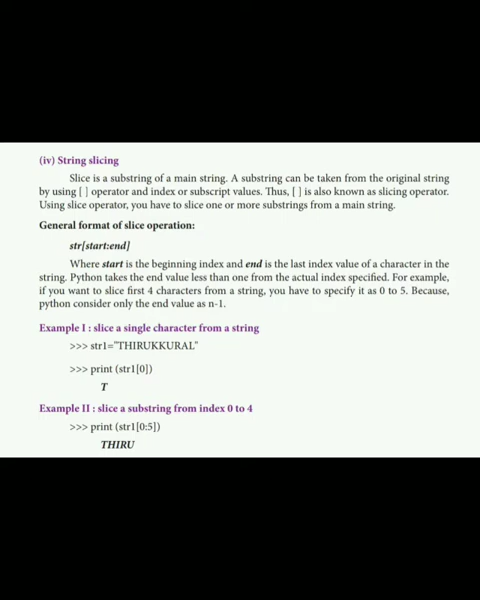 (iv) String slicing
Slice is a substring of a main string. A substring can be taken from the original string
by using [ ] operator and index or subscript values. Thus, [ ] is also known as slicing operator.
Using slice operator, you have to slice one or more substrings from a main string.
General format of slice operation:
str[start:end]
Where start is the beginning index and end is the last index value of a character in the
string. Python takes the end value less than one from the actual index specified. For example,
if you want to slice first 4 characters from a string, you have to specify it as 0 to 5. Because,
python consider only the end value as n-1.
Example I : slice a single character from a string
>>> str1="THIRUKKURAL"
>>> print (str1[0])
T
Example II : slice a substring from index 0 to 4
>>> print (str1[0:5])
THIRU